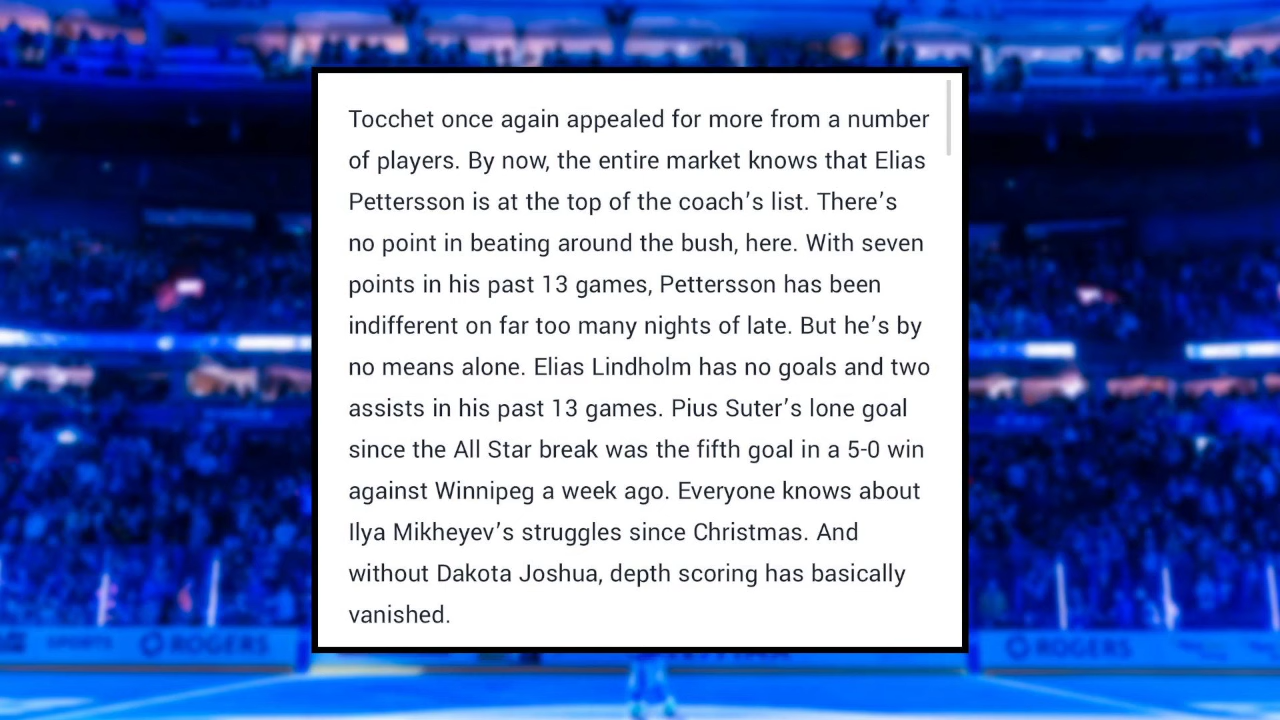 Tocchet once again appealed for more from a number
of players. By now, the entire market knows that Elias
Pettersson is at the top of the coach’s list. There’s
no point in beating around the bush, here. With seven
points in his past 13 games, Pettersson has been
indifferent on far too many nights of late. But he’s by
no means alone. Elias Lindholm has no goals and two
assists in his past 13 games. Pius Suter’s lone goal
since the All Star break was the fifth goal in a 5-0 win
against Winnipeg a week ago. Everyone knows about
Ilya Mikheyev’s struggles since Christmas. And
without Dakota Joshua, depth scoring has basically
vanished.
ROGERS
ROGERS